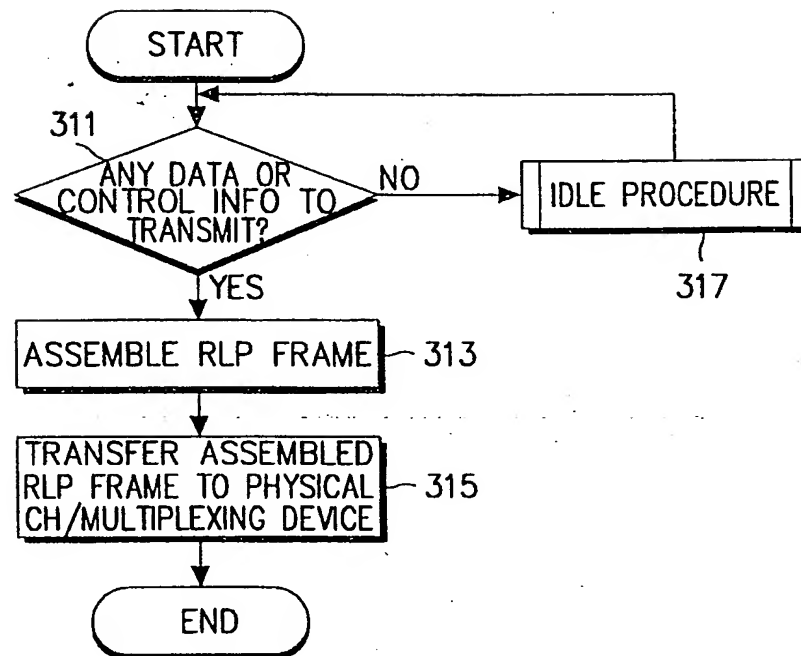 START
311
ANY DATA OR
CONTROL INFO TO
TRANSMIT?
NO
IDLE PROCEDURE
317
YES
ASSEMBLE RLP FRAME
313
TRANSFER ASSEMBLED
RLP FRAME TO PHYSICAL
CH/MULTIPLEXING DEVICE
315
END